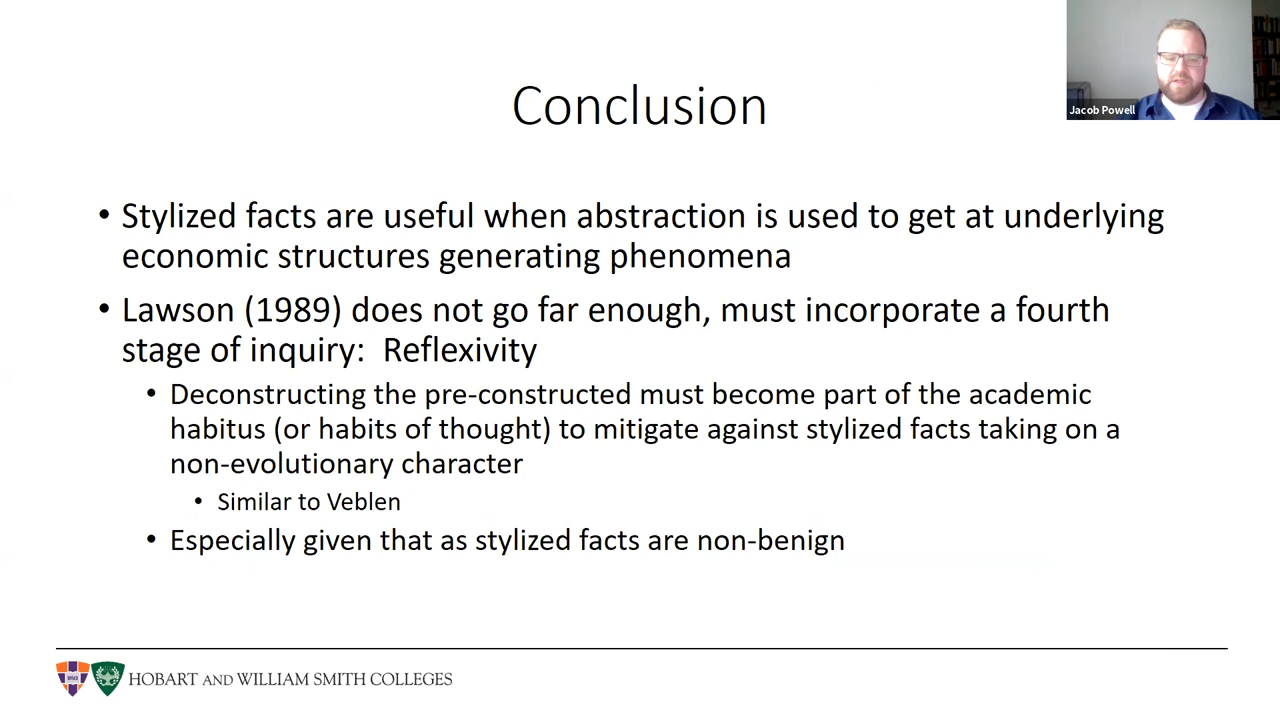 Jacob Powell
Conclusion
• Stylized facts are useful when abstraction is used to get at underlying
economic structures generating phenomena
• Lawson (1989) does not go far enough, must incorporate a fourth
stage of inquiry: Reflexivity
• Deconstructing the pre-constructed must become part of the academic
habitus (or habits of thought) to mitigate against stylized facts taking on a
non-evolutionary character
• Similar to Veblen
• Especially given that as stylized facts are non-benign
HOBART AND WILLIAM SMITH COLLEGES